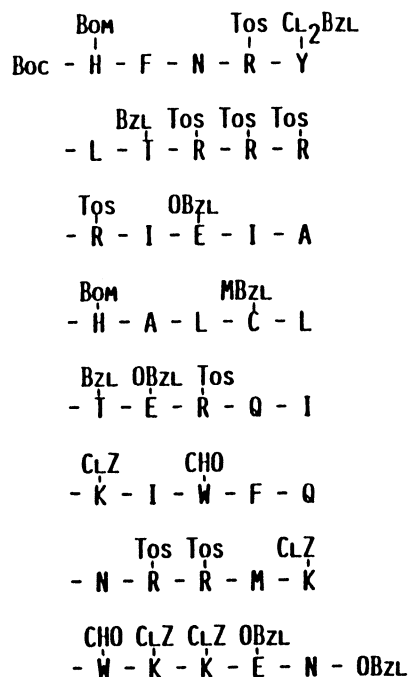 BOM TOS CL2BZL
BOC - H - F - N - R - Y
BZL TOS TOS TOS
- L - T - R - R - R
TOS OBZL
- R - I - E - I - A
BOM MBZL
- H - A - L - C - L
BZL OBZL TOS
- T - E - R - Q - I
CLZ CHO
- K - I - W - F - Q
TOS TOS CLZ
- N - R - R - M - K
CHO CLZ CLZ OBZL
- W - K - K - E - N - OBZL